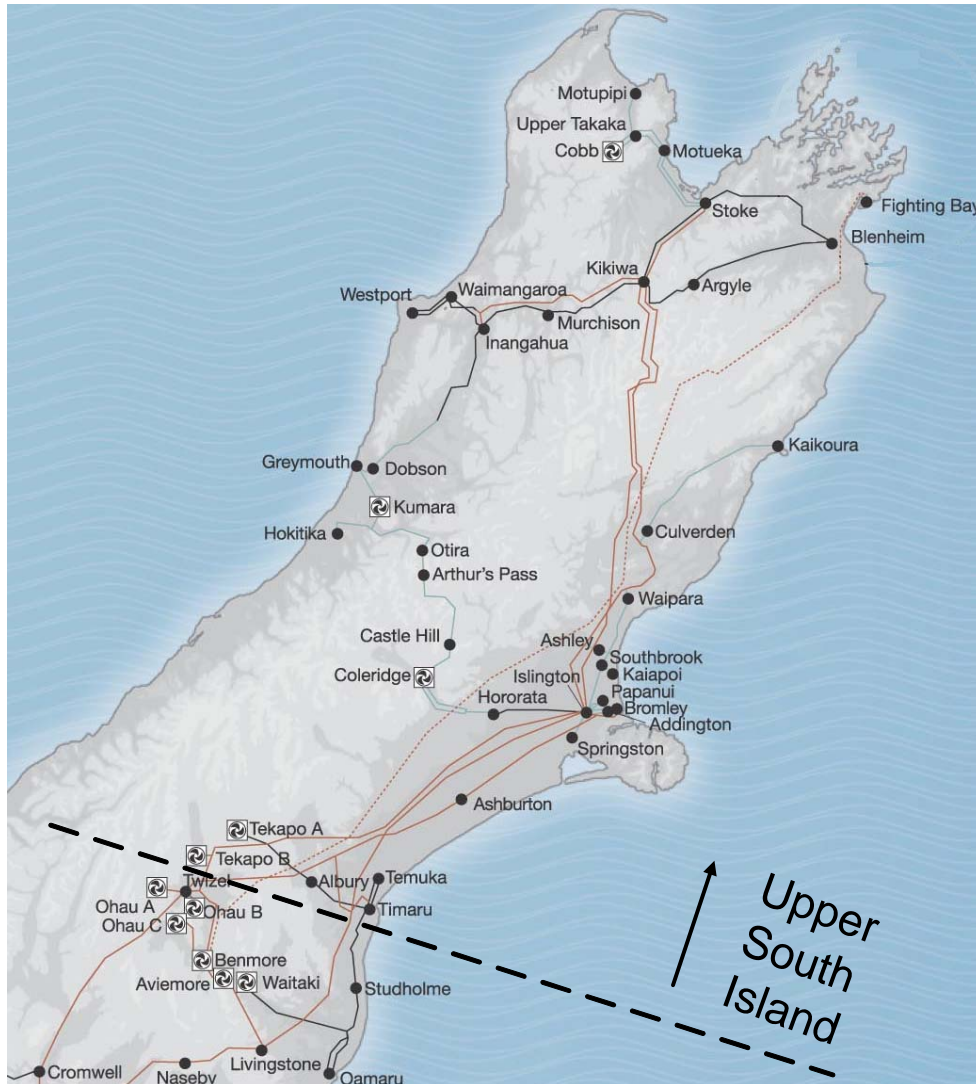 Motupipi
Upper Takaka
Cobb
Motueka
Stoke
Fighting Bay
Blenheim
Kikiwa
Argyle
Waimangaroa
Westport
Murchison
Inangahua
Kaikoura
Greymouth
Dobson
Kumara
Hokitika
Culverden
Otira
Arthur's Pass
Waipara
Castle Hill
Ashley
Southbrook
Coleridge
Islington
Kaiapoi
Hororata
Papanui
Bromley
Addington
Springston
Ashburton
Tekapo A
Tekapo B
Twizel
Albury
Temuka
Ohau A
Ohau B
Timaru
Ohau C
Benmore
Aviemore
Waitaki
Studholme
Livingstone
Cromwell
Naseby
Oamaru
Upper
South
Island